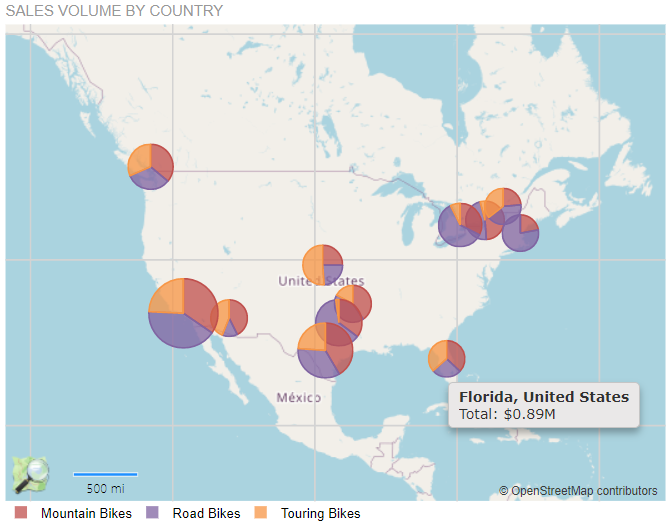 SALES VOLUME BY COUNTRY
United States
México
Florida, United States
Total: $0.89M
500 mi
© OpenStreetMap contributors
Mountain Bikes Road Bikes Touring Bikes